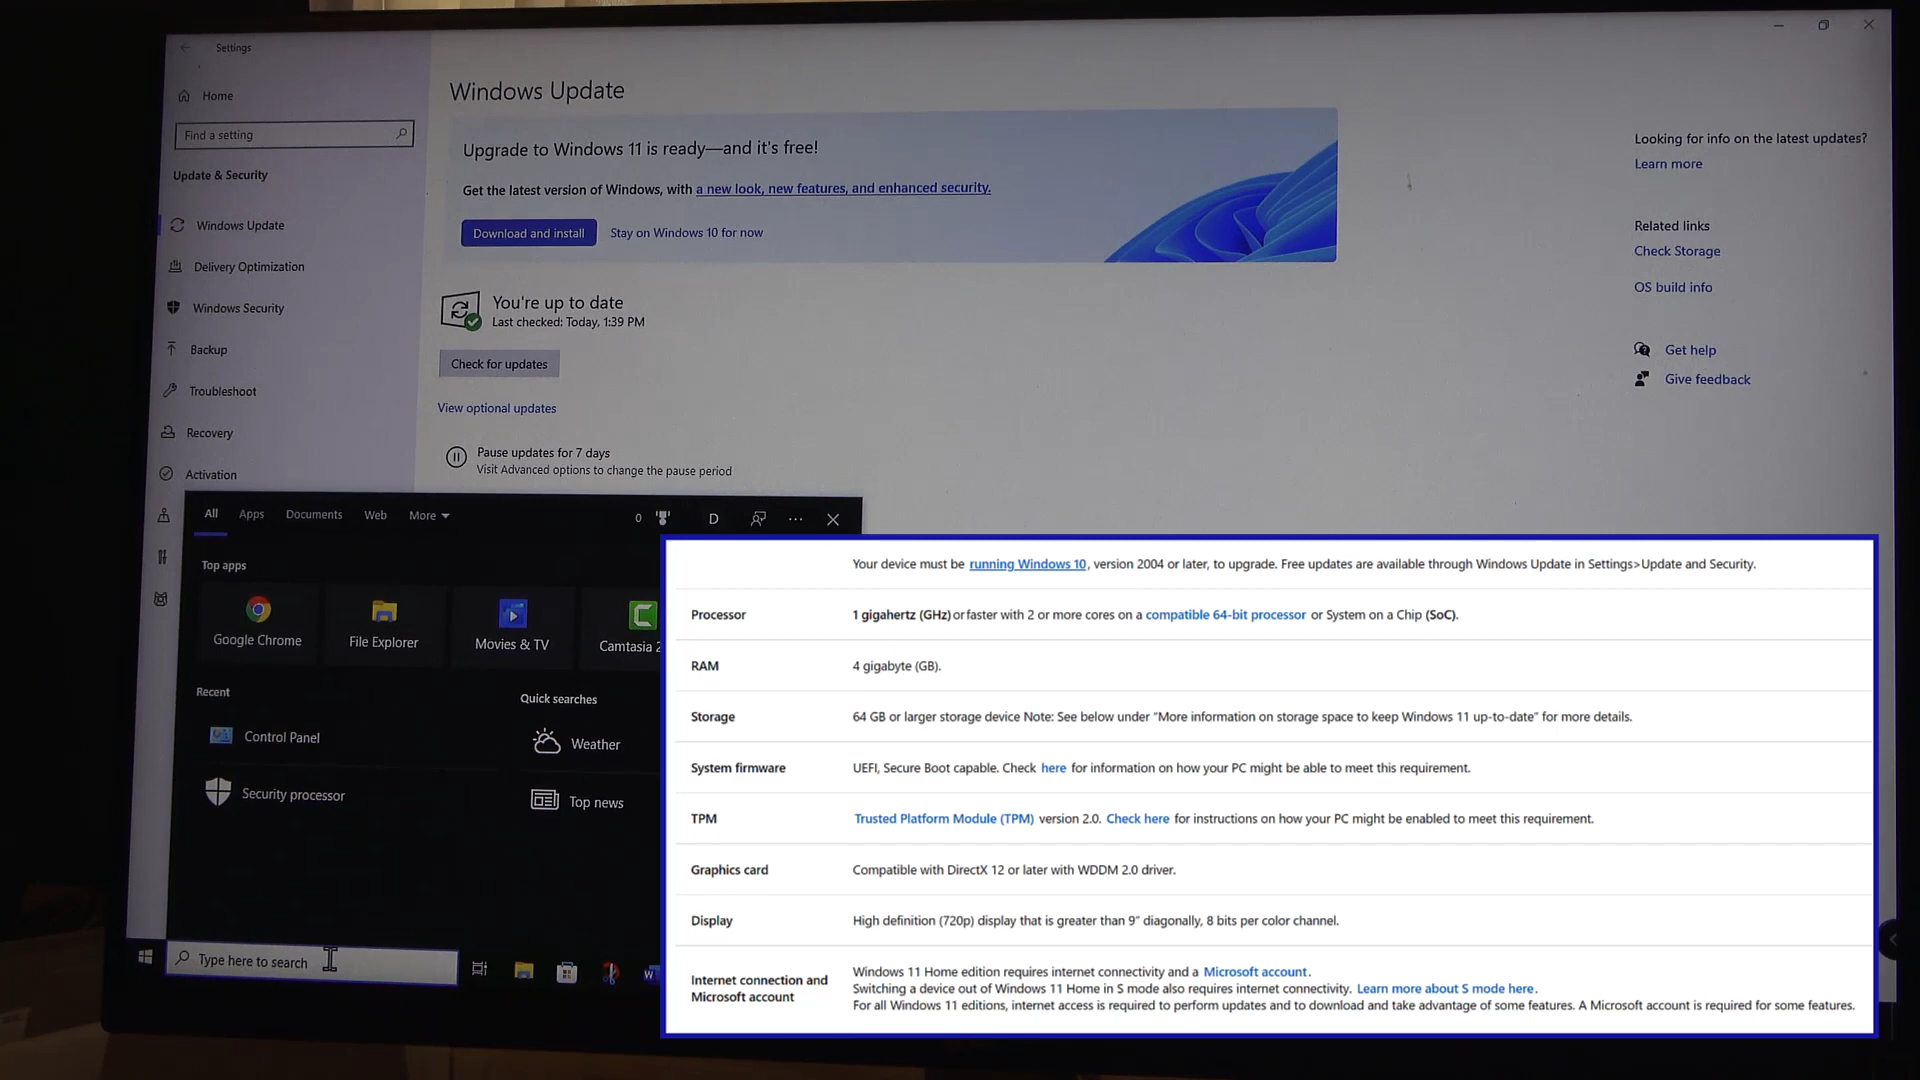 Settings
Home
Find a setting
Update & Security
Windows Update
Delivery Optimization
Windows Security
Backup
Troubleshoot
Recovery
Activation
Windows Update
Upgrade to Windows 11 is ready—and it's free!
Get the latest version of Windows, with a new look, new features, and enhanced security.
Download and install
Stay on Windows 10 for now
You're up to date
Last checked: Today, 1:39 PM
Check for updates
View optional updates
Pause updates for 7 days
Visit Advanced options to change the pause period
Looking for info on the latest updates?
Learn more
Related links
Check Storage
OS build info
Get help
Give feedback
All Apps Documents Web More 0 D
Top apps
Google Chrome
File Explorer
Movies & TV
Camtasia 2
Recent
Control Panel
Security processor
Quick searches
Weather
Top news
Type here to search
W
Your device must be running Windows 10, version 2004 or later, to upgrade. Free updates are available through Windows Update in Settings>Update and Security.
Processor 1 gigahertz (GHz) or faster with 2 or more cores on a compatible 64-bit processor or System on a Chip (SoC).
RAM 4 gigabyte (GB).
Storage 64 GB or larger storage device Note: See below under “More information on storage space to keep Windows 11 up-to-date” for more details.
System firmware UEFI, Secure Boot capable. Check here for information on how your PC might be able to meet this requirement.
TPM Trusted Platform Module (TPM) version 2.0. Check here for instructions on how your PC might be enabled to meet this requirement.
Graphics card Compatible with DirectX 12 or later with WDDM 2.0 driver.
Display High definition (720p) display that is greater than 9” diagonally, 8 bits per color channel.
Internet connection and
Microsoft account
Windows 11 Home edition requires internet connectivity and a Microsoft account.
Switching a device out of Windows 11 Home in S mode also requires internet connectivity. Learn more about S mode here.
For all Windows 11 editions, internet access is required to perform updates and to download and take advantage of some features. A Microsoft account is required for some features.